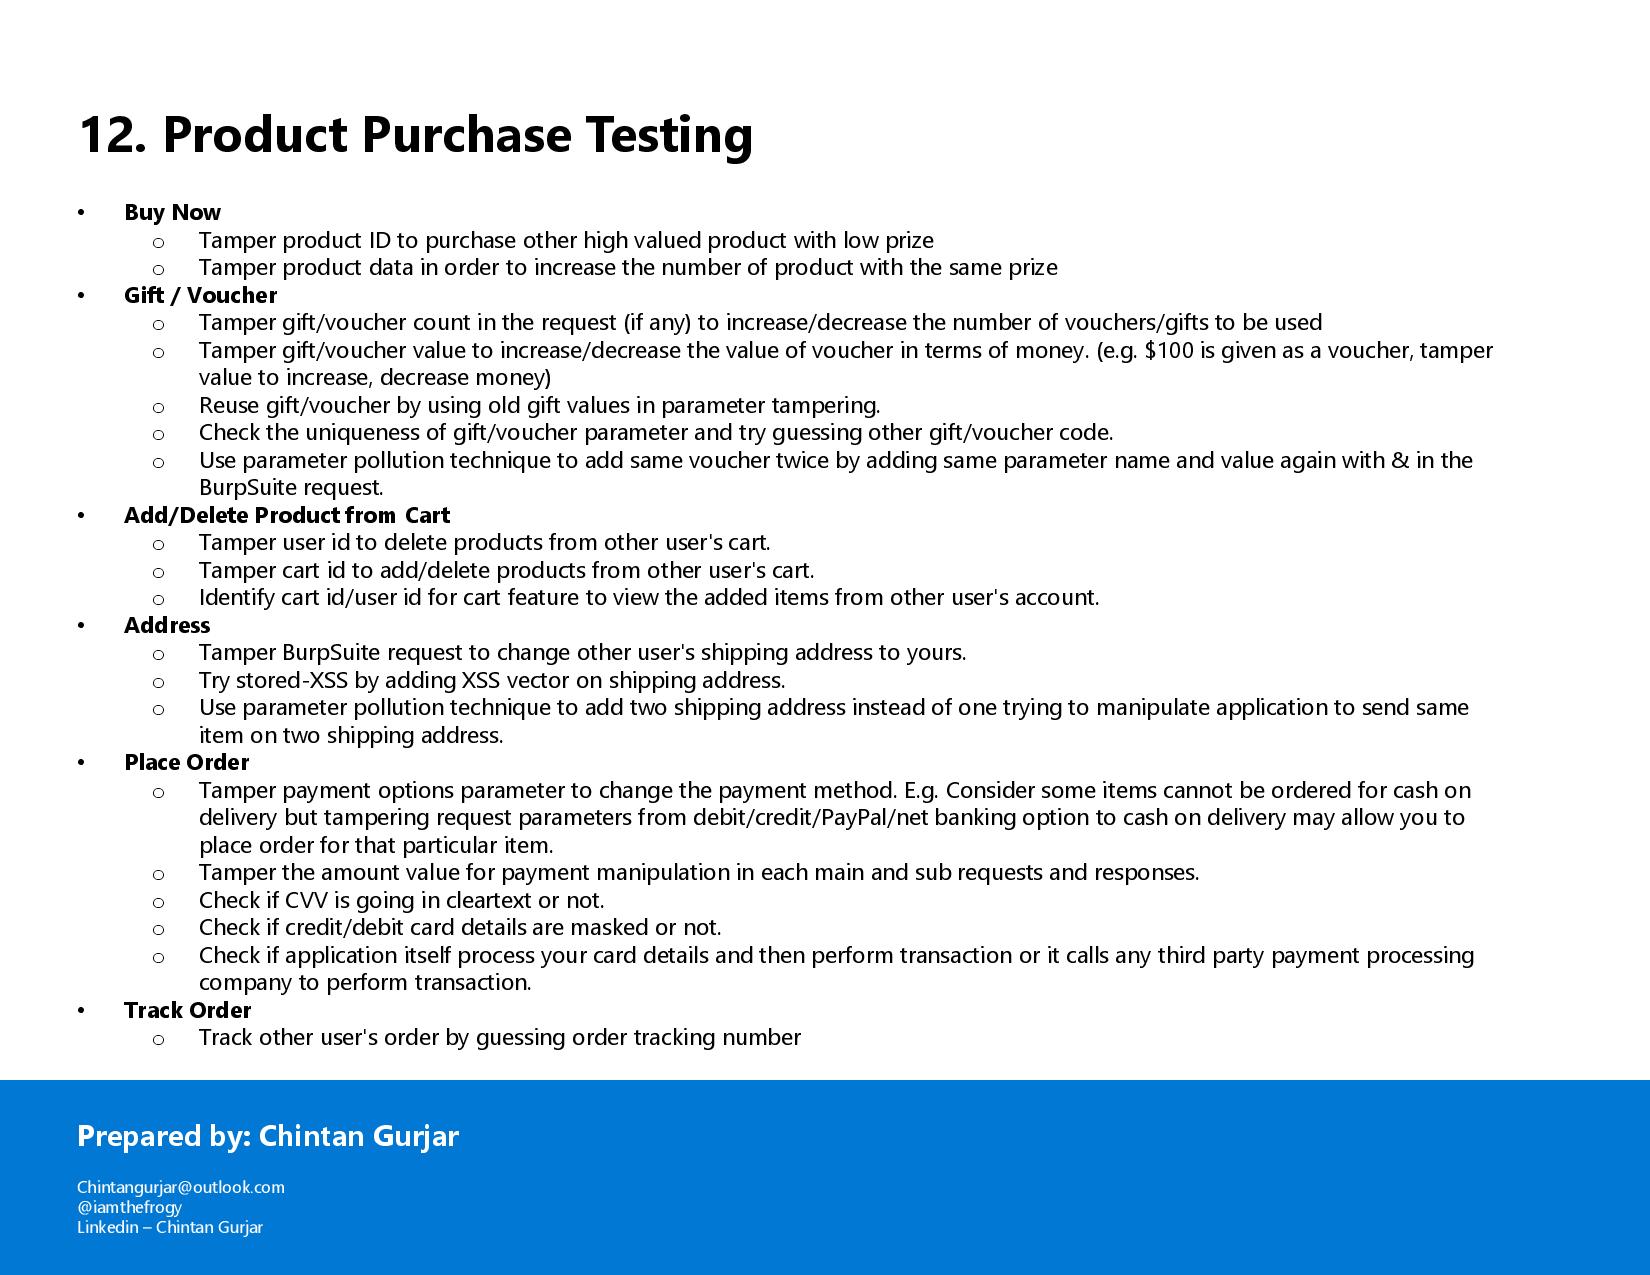 12. Product Purchase Testing
• Buy Now
o Tamper product ID to purchase other high valued product with low prize
o Tamper product data in order to increase the number of product with the same prize
• Gift / Voucher
o Tamper gift/voucher count in the request (if any) to increase/decrease the number of vouchers/gifts to be used
o Tamper gift/voucher value to increase/decrease the value of voucher in terms of money. (e.g. $100 is given as a voucher, tamper
value to increase, decrease money)
o Reuse gift/voucher by using old gift values in parameter tampering.
o Check the uniqueness of gift/voucher parameter and try guessing other gift/voucher code.
o Use parameter pollution technique to add same voucher twice by adding same parameter name and value again with & in the
BurpSuite request.
• Add/Delete Product from Cart
o Tamper user id to delete products from other user's cart.
o Tamper cart id to add/delete products from other user's cart.
o Identify cart id/user id for cart feature to view the added items from other user's account.
• Address
o Tamper BurpSuite request to change other user's shipping address to yours.
o Try stored-XSS by adding XSS vector on shipping address.
o Use parameter pollution technique to add two shipping address instead of one trying to manipulate application to send same
item on two shipping address.
• Place Order
o Tamper payment options parameter to change the payment method. E.g. Consider some items cannot be ordered for cash on
delivery but tampering request parameters from debit/credit/PayPal/net banking option to cash on delivery may allow you to
place order for that particular item.
o Tamper the amount value for payment manipulation in each main and sub requests and responses.
o Check if CVV is going in cleartext or not.
o Check if credit/debit card details are masked or not.
o Check if application itself process your card details and then perform transaction or it calls any third party payment processing
company to perform transaction.
• Track Order
o Track other user's order by guessing order tracking number
Prepared by: Chintan Gurjar
Chintangurjar@outlook.com
@iamthefrogy
Linkedin – Chintan Gurjar